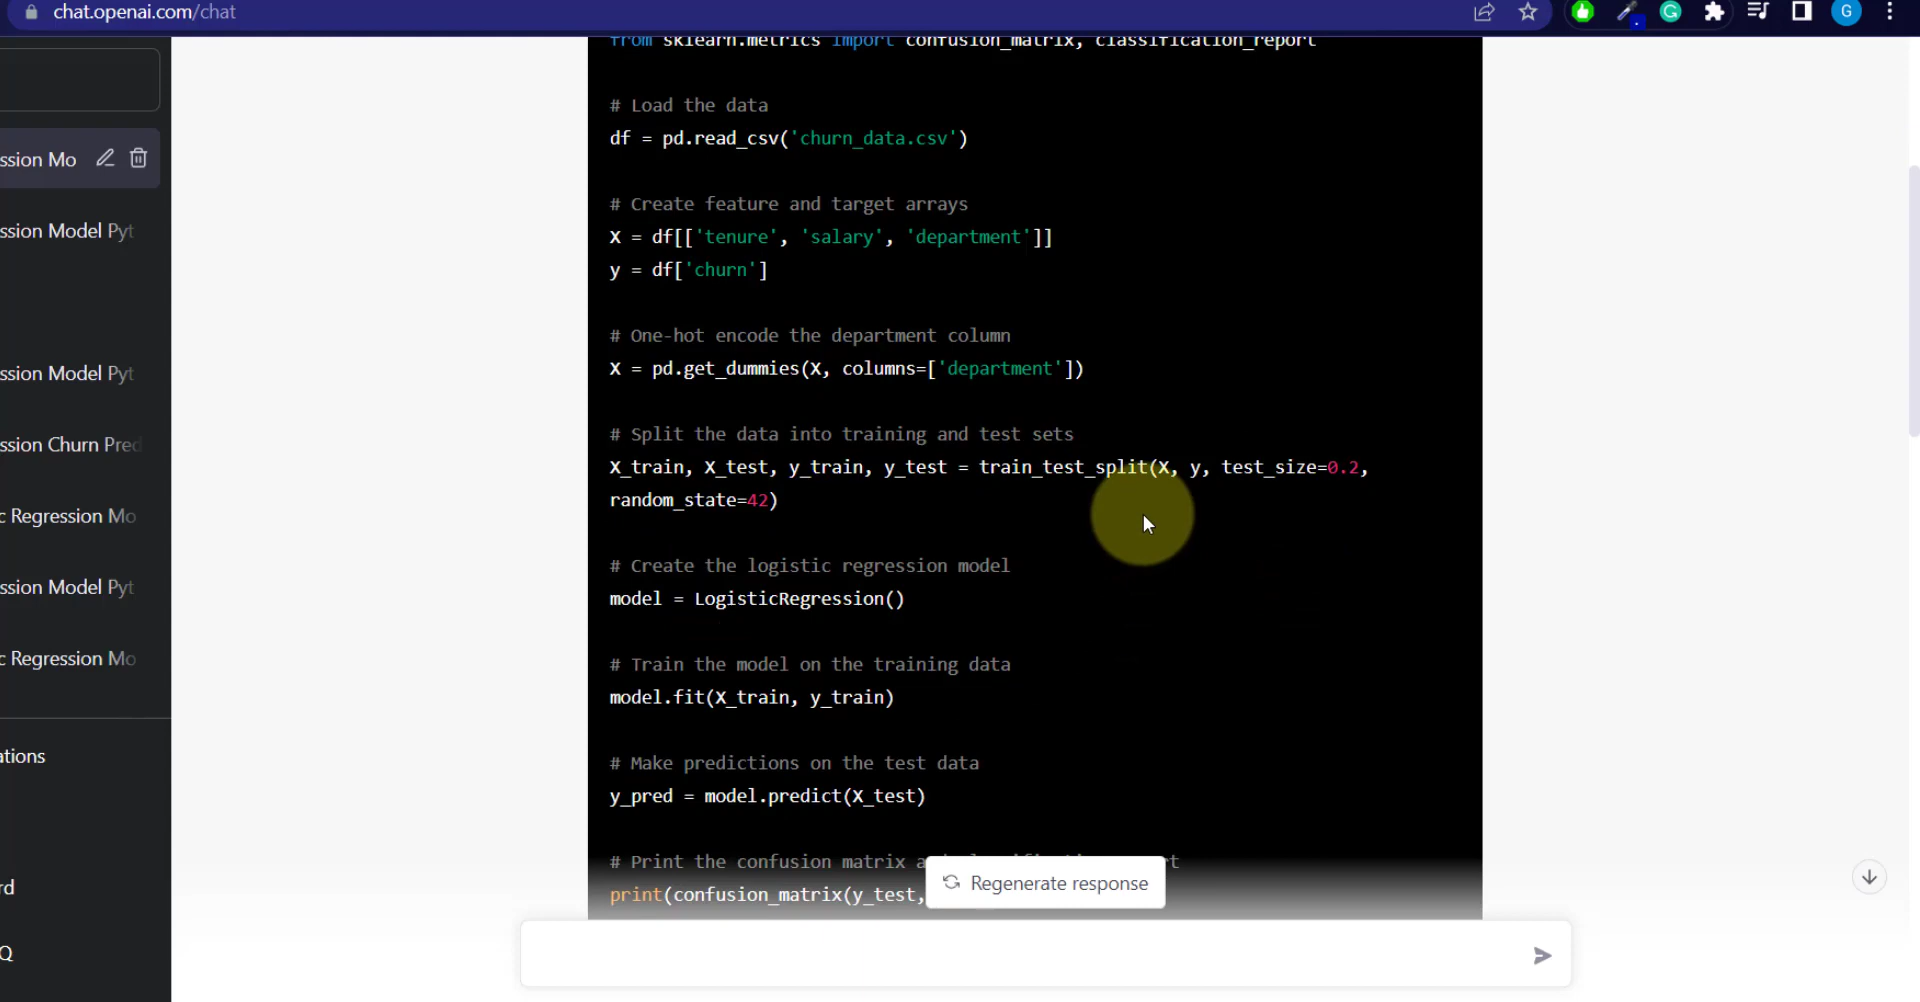 chat.openai.com/chat
G
from sklearn.metrics import confusion_matrix, classification_report
# Load the data
df = pd.read_csv('churn_data.csv')
# Create feature and target arrays
X = df[['tenure', 'salary', 'department']]
y = df['churn']
# One-hot encode the department column
X = pd.get_dummies(X, columns=['department'])
# Split the data into training and test sets
X_train, X_test, y_train, y_test = train_test_split(X, y, test_size=0.2,
random_state=42)
# Create the logistic regression model
model = LogisticRegression()
# Train the model on the training data
model.fit(X_train, y_train)
# Make predictions on the test data
y_pred = model.predict(X_test)
# Print the confusion matrix
print(confusion_matrix(y_test,
Regenerate response
ssion Mo
ssion Model Pyt
ssion Model Pyt
ssion Churn Pred
c Regression Mo
ssion Model Pyt
c Regression Mo
ations
rd
Q